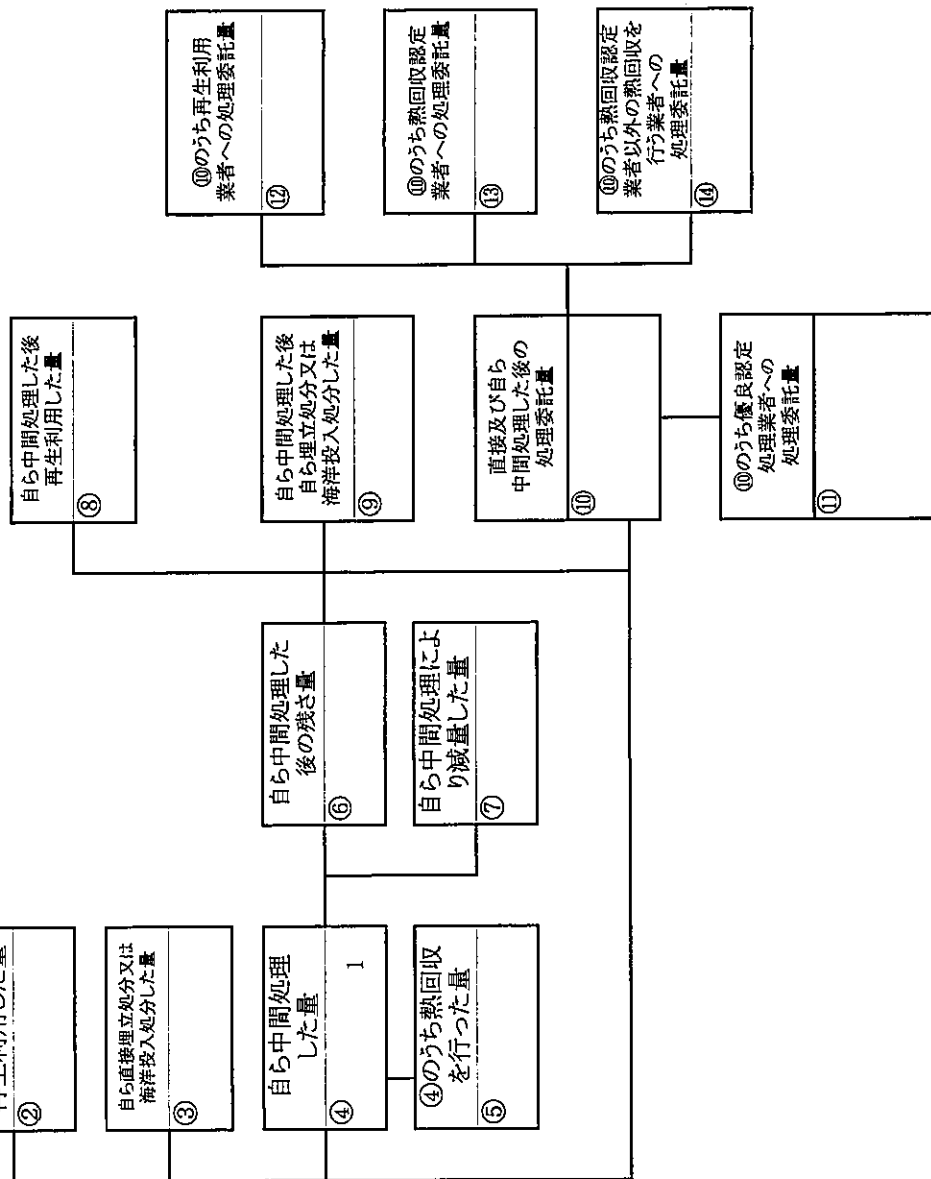 再生利用した量
②
自ら直接埋立処分又は
海洋投入処分した量
③
自ら中間処理
した量
④
1
④のうち熱回収
を行った量
⑤
自ら中間処理した
後の残さ量
⑥
自ら中間処理によ
り減量した量
⑦
自ら中間処理した後
再生利用した量
⑧
自ら中間処理した後
自ら埋立処分又は
海洋投入処分した量
⑨
直接及び自ら
中間処理した後の
処理委託量
⑩
⑩のうち優良認定
処理業者への
処理委託量
⑪
⑩のうち再生利用
業者への処理委託量
⑫
⑩のうち熱回収認定
業者への処理委託量
⑬
⑩のうち熱回収認定
業者以外の熱回収を
行う業者への
処理委託量
⑭